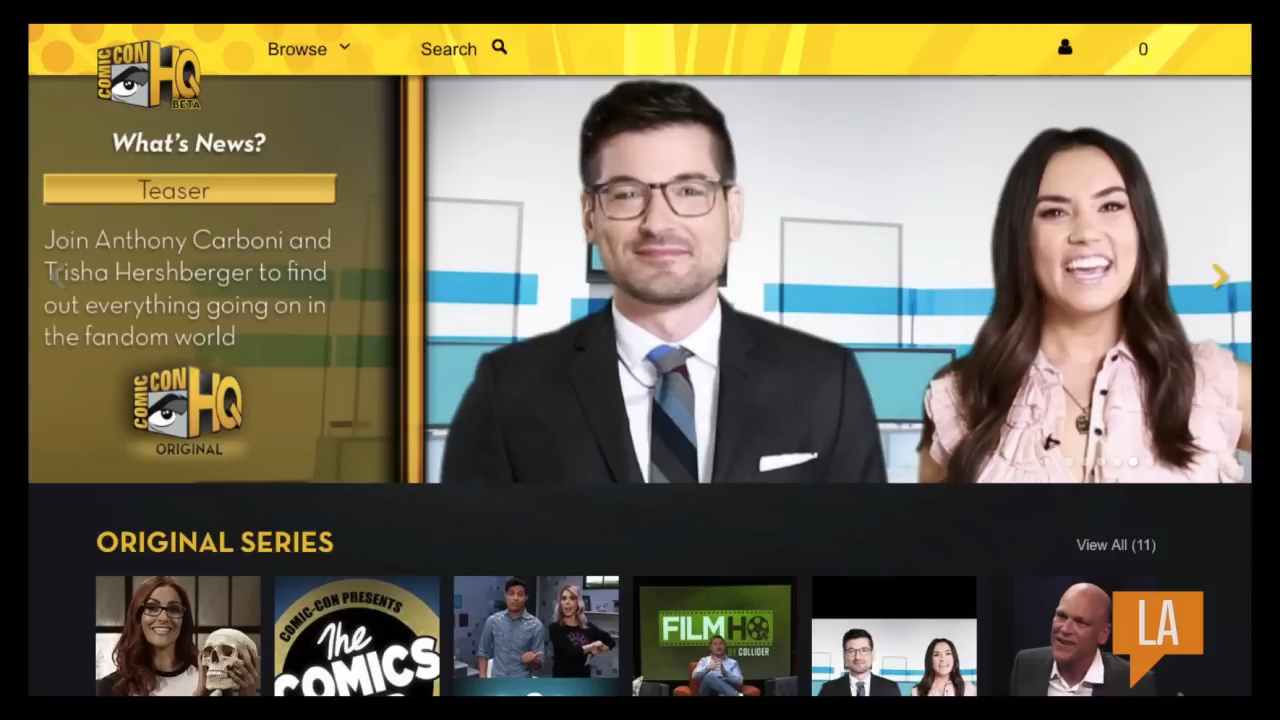 COMIC CON HQ
BETA
Browse
Search
0
What's News?
Teaser
Join Anthony Carboni and
Trisha Hershberger to find
out everything going on in
the fandom world
COMIC CON HQ
ORIGINAL
ORIGINAL SERIES
View All (11)
COMIC-CON PRESENTS
The
COMICS
FILM HQ
BY COLLIDER
LA